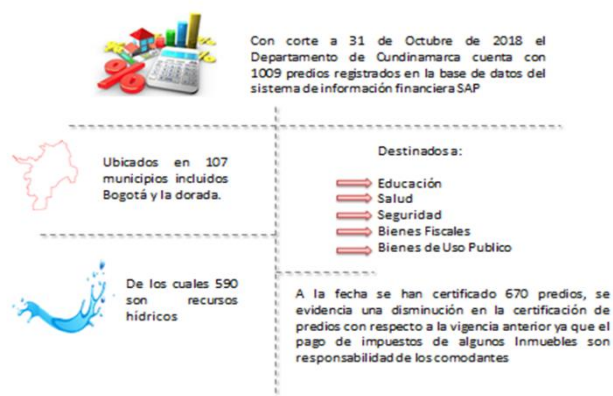 Con corte a 31 de Octubre de 2018 el
Departamento de Cundinamarca cuenta con
1009 predios registrados en la base de datos del
sistema de información financiera SAP
Ubicados en 107
municipios incluidos
Bogotá y la dorada.
Destinados a:
Educación
Salud
Seguridad
Bienes Fiscales
Bienes de Uso Publico
De los cuales 590
son recursos
hídricos
A la fecha se han certificado 670 predios, se
evidencia una disminución en la certificación de
predios con respecto a la vigencia anterior ya que el
pago de impuestos de algunos Inmuebles son
responsabilidad de los comodantes